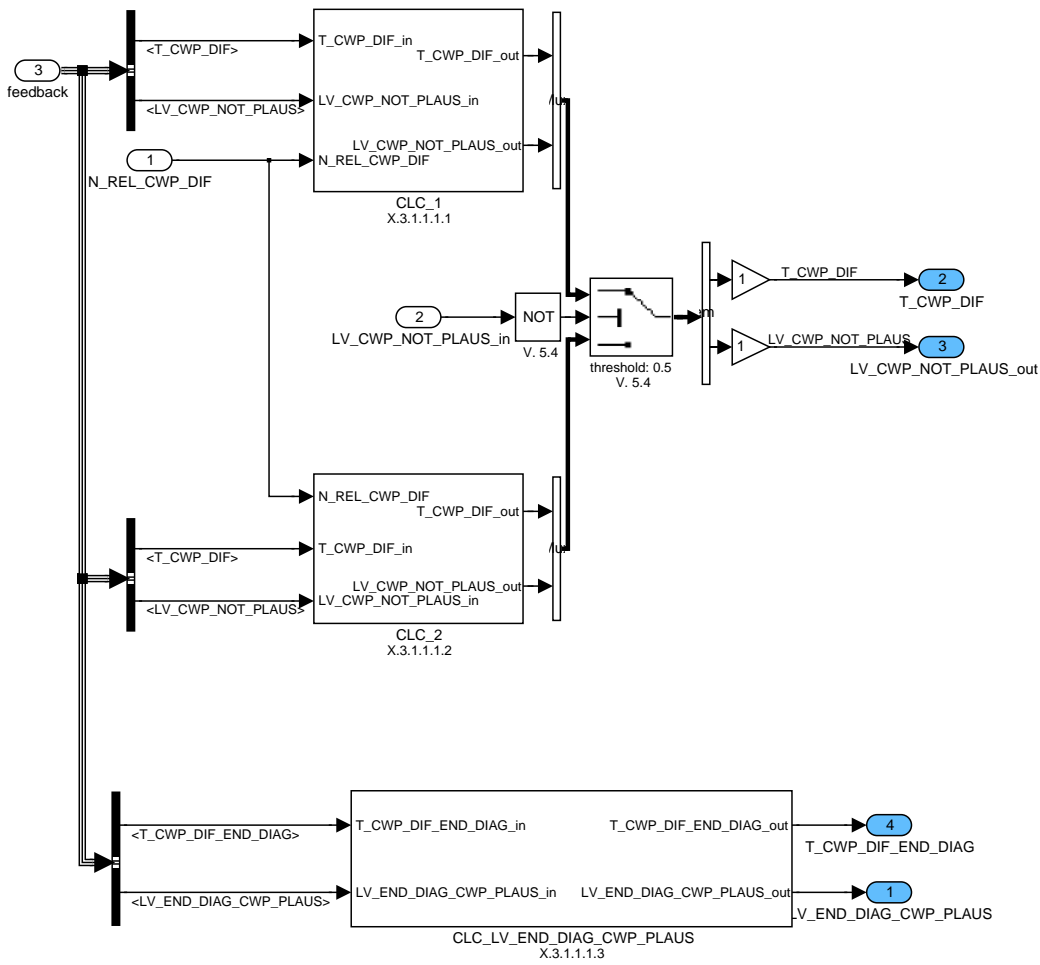 T_CWP_DIF_in
<T_CWP_DIF>
T_CWP_DIF_out
3
feedback
LV_CWP_NOT_PLAUS_in
<LV_CWP_NOT_PLAUS>
LV_CWP_NOT_PLAUS_out
1
N_REL_CWP_DIF
N_REL_CWP_DIF
CLC_1
X.3.1.1.1.1
1
T_CWP_DIF
2
T_CWP_DIF
2
LV_CWP_NOT_PLAUS_in
NOT
V. 5.4
threshold: 0.5
V. 5.4
1
LV_CWP_NOT_PLAUS
3
LV_CWP_NOT_PLAUS_out
N_REL_CWP_DIF
T_CWP_DIF_out
T_CWP_DIF_in
<T_CWP_DIF>
LV_CWP_NOT_PLAUS_out
LV_CWP_NOT_PLAUS_in
<LV_CWP_NOT_PLAUS>
CLC_2
X.3.1.1.1.2
T_CWP_DIF_END_DIAG_in
<T_CWP_DIF_END_DIAG>
T_CWP_DIF_END_DIAG_out
4
T_CWP_DIF_END_DIAG
LV_END_DIAG_CWP_PLAUS_in
<LV_END_DIAG_CWP_PLAUS>
LV_END_DIAG_CWP_PLAUS_out
1
LV_END_DIAG_CWP_PLAUS
CLC_LV_END_DIAG_CWP_PLAUS
X.3.1.1.1.3